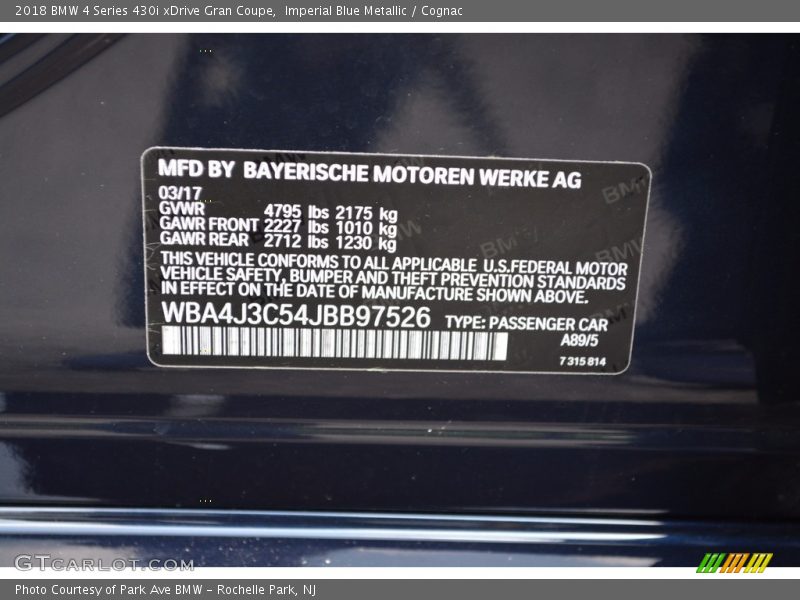 2018 BMW 4 Series 430i xDrive Gran Coupe,  Imperial Blue Metallic / Cognac
MFD BY BAYERISCHE MOTOREN WERKE AG
03/17
GVWR 4795 lbs 2175 kg
GAWR FRONT 2227 lbs 1010 kg
GAWR REAR 2712 lbs 1230 kg
THIS VEHICLE CONFORMS TO ALL APPLICABLE U.S.FEDERAL MOTOR
VEHICLE SAFETY, BUMPER AND THEFT PREVENTION STANDARDS
IN EFFECT ON THE DATE OF MANUFACTURE SHOWN ABOVE.
WBA4J3C54JBB97526 TYPE: PASSENGER CAR
A89/5
7 315 814
GTcarlot.com
Photo Courtesy of Park Ave BMW - Rochelle Park, NJ